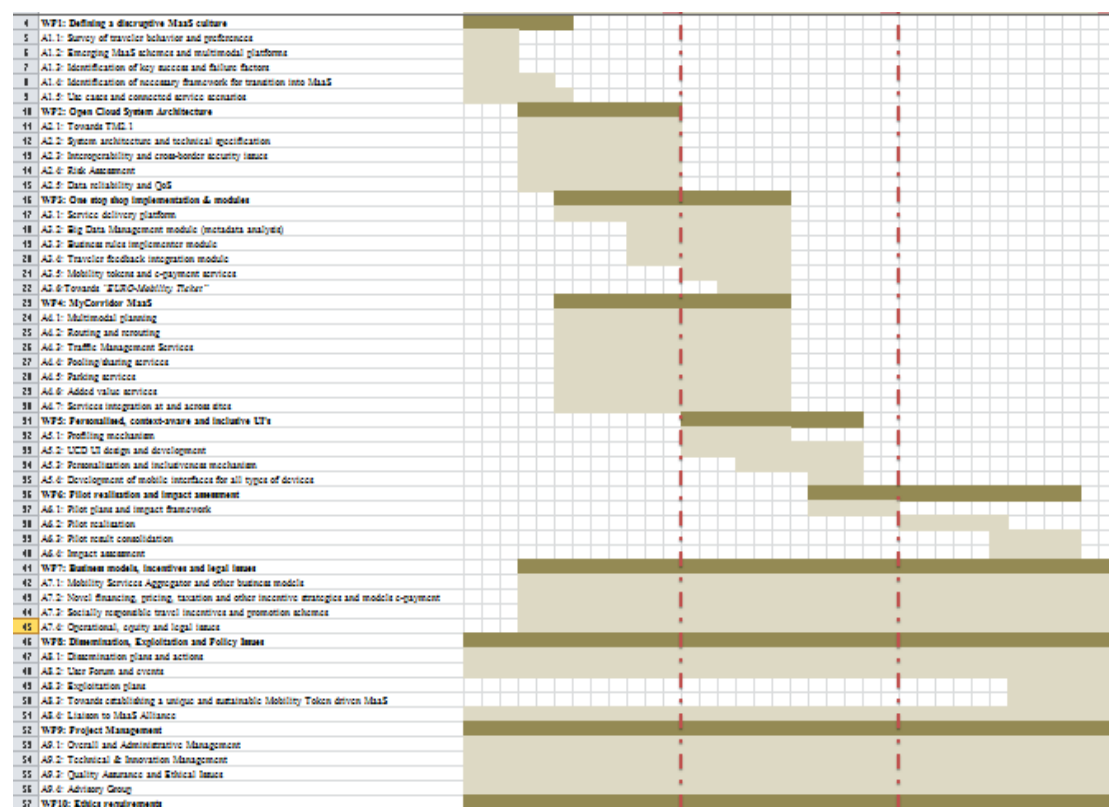 4 WP1: Defining a disruptive MaaS culture
5 A1.1: Survey of traveler behavior and preferences
6 A1.2: Emerging MaaS schemes and multimodal platforms
7 A1.3: Identification of key success and failure factors
8 A1.4: Identification of necessary framework for transition into MaaS
9 A1.5: Use cases and connected service scenarios
10 WP2: Open Cloud System Architecture
11 A2.1: Towards TM2.1
12 A2.2: System architecture and technical specification
13 A2.3: Interoperability and cross-border security issues
14 A2.4: Risk Assessment
15 A2.5: Data reliability and QoS
16 WP3: One stop shop implementation & modules
17 A3.1: Service delivery platform
18 A3.2: Big Data Management module (metadata analysis)
19 A3.3: Business rules implementer module
20 A3.4: Traveler feedback integration module
21 A3.5: Mobility tokens and e-payment services
22 A3.6:Towards "EURO-Mobility Ticket"
23 WP4: MyCorridor MaaS
24 A4.1: Multimodal planning
25 A4.2: Routing and rerouting
26 A4.3: Traffic Management Services
27 A4.4: Pooling/sharing services
28 A4.5: Parking services
29 A4.6: Added value services
30 A4.7: Services integration at and across sites
31 WP5: Personalised, context-aware and inclusive UI's
32 A5.1: Profiling mechanism
33 A5.2: UCD UI design and development
34 A5.3: Personalisation and inclusiveness mechanism
35 A5.4: Development of mobile interfaces for all types of devices
36 WP6: Pilot realisation and impact assessment
37 A6.1: Pilot plans and impact framework
38 A6.2: Pilot realisation
39 A6.3: Pilot result consolidation
40 A6.4: Impact assessment
41 WP7: Business models, incentives and legal issues
42 A7.1: Mobility Services Aggregator and other business models
43 A7.2: Novel financing, pricing, taxation and other incentive strategies and models e-payment
44 A7.3: Socially responsible travel incentives and promotion schemes
45 A7.4: Operational, equity and legal issues
46 WP8: Dissemination, Exploitation and Policy Issues
47 A8.1: Dissemination plans and actions
48 A8.2: User Forum and events
49 A8.3: Exploitation plans
50 A8.3: Towards establishing a unique and sustainable Mobility Token driven MaaS
51 A8.4: Liaison to MaaS Alliance
52 WP9: Project Management
53 A9.1: Overall and Administrative Management
54 A9.2: Technical & Innovation Management
55 A9.3: Quality Assurance and Ethical Issues
56 A9.4: Advisory Group
57 WP10: Ethics requirements